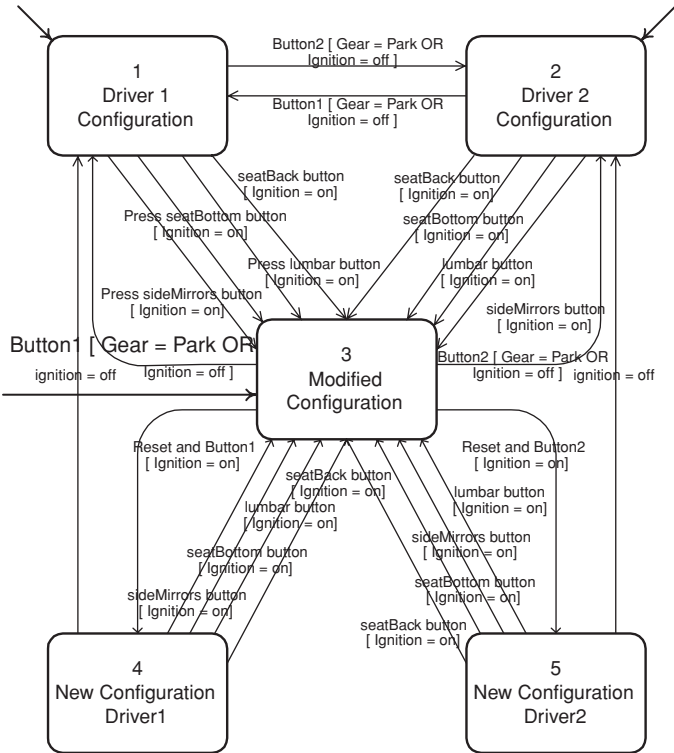 Button2 [ Gear = Park OR
Ignition = off ]
1
Driver 1
Configuration
2
Driver 2
Configuration
Button1 [ Gear = Park OR
Ignition = off ]
seatBack button
[ Ignition = on]
seatBack button
[ Ignition = on]
Press seatBottom button
[ Ignition = on]
seatBottom button
[ Ignition = on]
Press lumbar button
[ Ignition = on]
lumbar button
[ Ignition = on]
Press sideMirrors button
[ Ignition = on]
sideMirrors button
[ Ignition = on]
Button1 [ Gear = Park OR
Ignition = off ]
ignition = off
3
Modified
Configuration
Button2 [ Gear = Park OR
Ignition = off ]
ignition = off
Reset and Button1
[ Ignition = on]
Reset and Button2
[ Ignition = on]
seatBack button
[ Ignition = on]
lumbar button
[ Ignition = on]
lumbar button
[ Ignition = on]
seatBottom button
[ Ignition = on]
sideMirrors button
[ Ignition = on]
sideMirrors button
[ Ignition = on]
seatBottom button
[ Ignition = on]
seatBack button
[ Ignition = on]
4
New Configuration
Driver1
5
New Configuration
Driver2